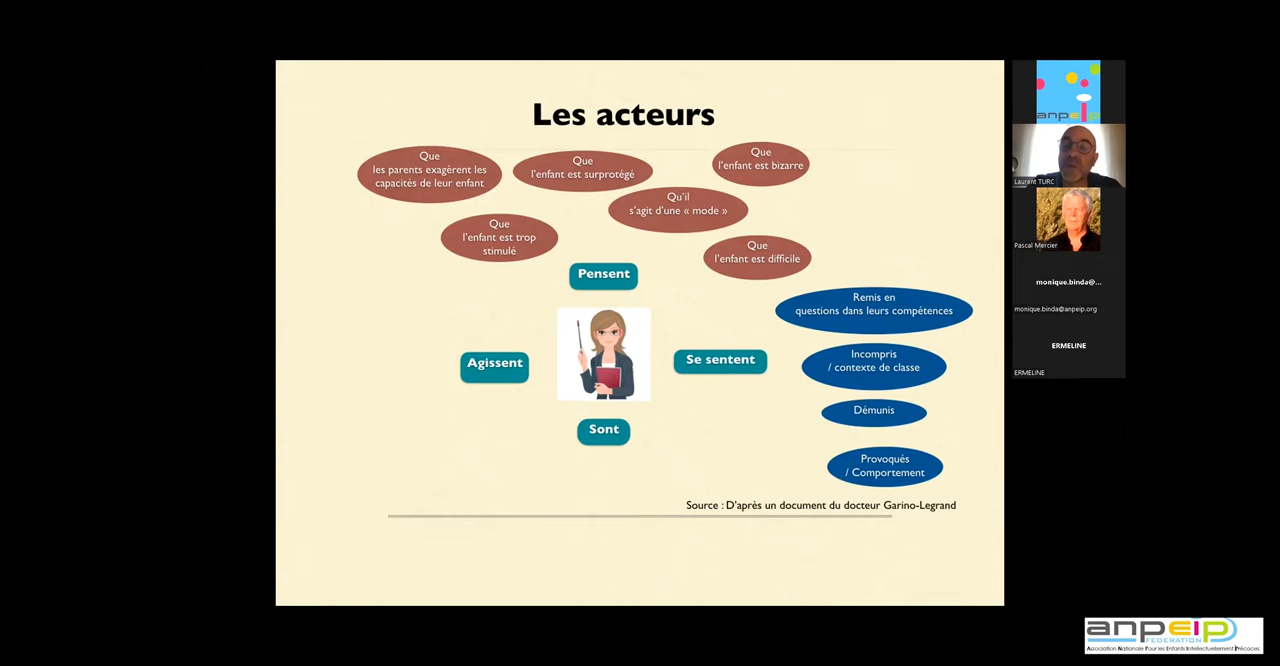 Les acteurs
Que
les parents exagèrent les
capacités de leur enfant
Que
l'enfant est surprotégé
Que
l'enfant est bizarre
Qu'il
s'agit d'une « mode »
Que
l'enfant est trop
stimulé
Que
l'enfant est difficile
Pensent
Agissent
Se sentent
Sont
Remis en
questions dans leurs compétences
Incompris
/ contexte de classe
Démunis
Provoqués
/ Comportement
Source : D'après un document du docteur Garino-Legrand
anpeip
Laurent TURC
Pascal Mercier
monique.binda@...
monique.binda@anpeip.org
ERMELINE
ERMELINE
anpeip
FEDERATION
Association Nationale Pour les Enfants Intellectuellement Précoces